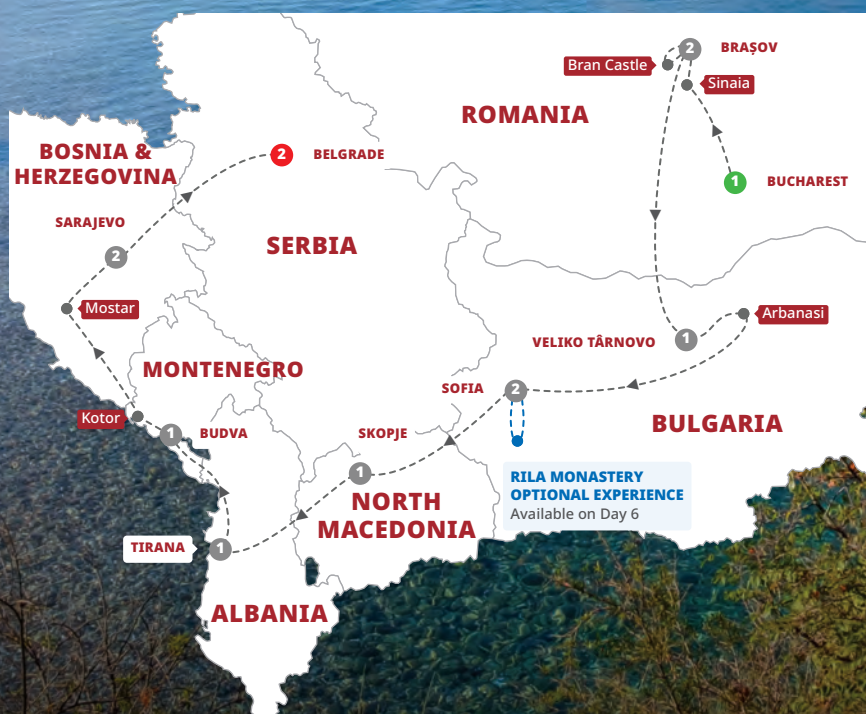 2
BRAȘOV
Bran Castle
Sinaia
ROMANIA
1
BUCHAREST
BOSNIA &
HERZEGOVINA
2
BELGRADE
SARAJEVO
2
SERBIA
Mostar
Arbanasi
VELIKO TÂRNOVO
1
MONTENEGRO
SOFIA
2
Kotor
1
BUDVA
SKOPJE
BULGARIA
1
RILA MONASTERY
OPTIONAL EXPERIENCE
Available on Day 6
NORTH
MACEDONIA
TIRANA
1
ALBANIA